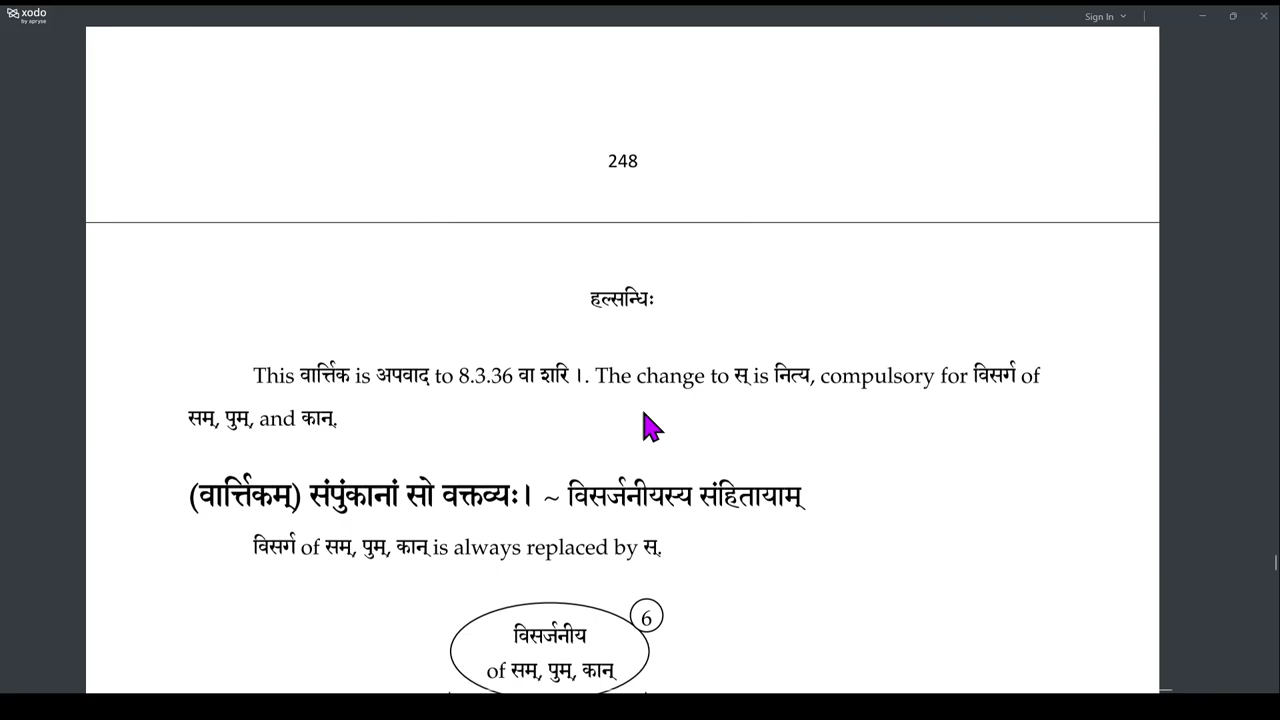 xodo
by apryse
Sign In
248
हल्सन्धिः
This वार्त्तिक is अपवाद to 8.3.36 वा शरि ।. The change to स् is नित्य, compulsory for विसर्ग of
सम्, पुम्, and कान्.
(वार्त्तिकम्) संपुंकानां सो वक्तव्यः। ~ विसर्जनीयस्य संहितायाम्
विसर्ग of सम्, पुम्, कान् is always replaced by स्.
6
विसर्जनीय
of सम्, पुम्, कान्